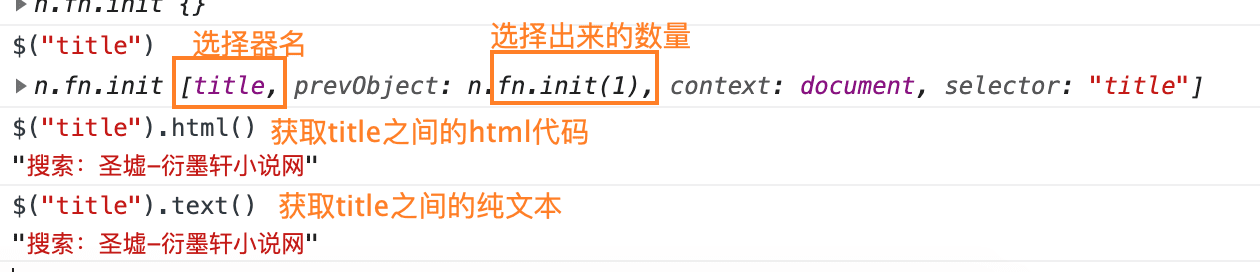 n.fn.init {}
$("title") 选择器名 选择出来的数量
n.fn.init [title, prevObject: n.fn.init(1), context: document, selector: "title"]
$("title").html() 获取title之间的html代码
"搜索：圣墟-衍墨轩小说网"
$("title").text() 获取title之间的纯文本
"搜索：圣墟-衍墨轩小说网"